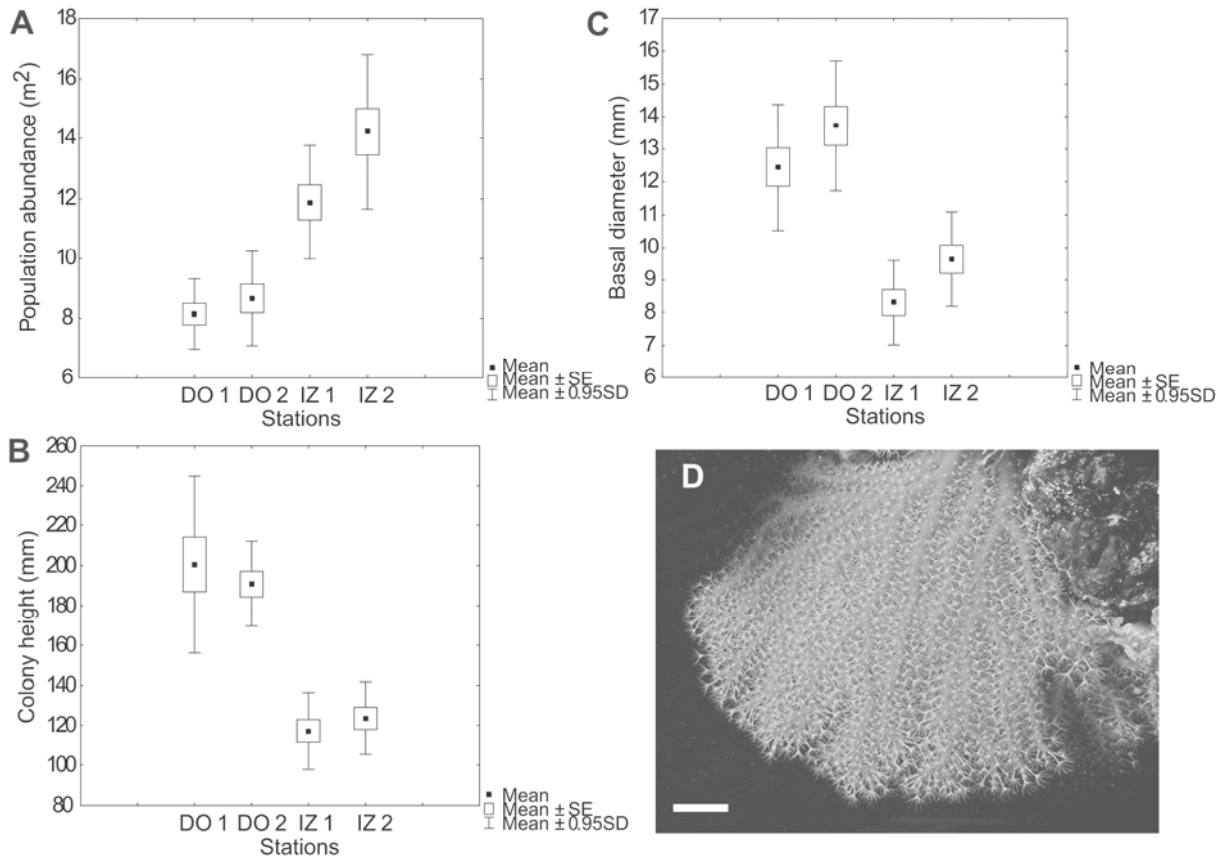 A
Population abundance (m²)
18
16
14
12
10
8
6
DO 1 DO 2 IZ 1 IZ 2
Stations
Mean
Mean ± SE
Mean ± 0.95SD
C
Basal diameter (mm)
17
16
15
14
13
12
11
10
9
8
7
6
DO 1 DO 2 IZ 1 IZ 2
Stations
Mean
Mean ± SE
Mean ± 0.95SD
B
Colony height (mm)
260
240
220
200
180
160
140
120
100
80
DO 1 DO 2 IZ 1 IZ 2
Stations
Mean
Mean ± SE
Mean ± 0.95SD
D